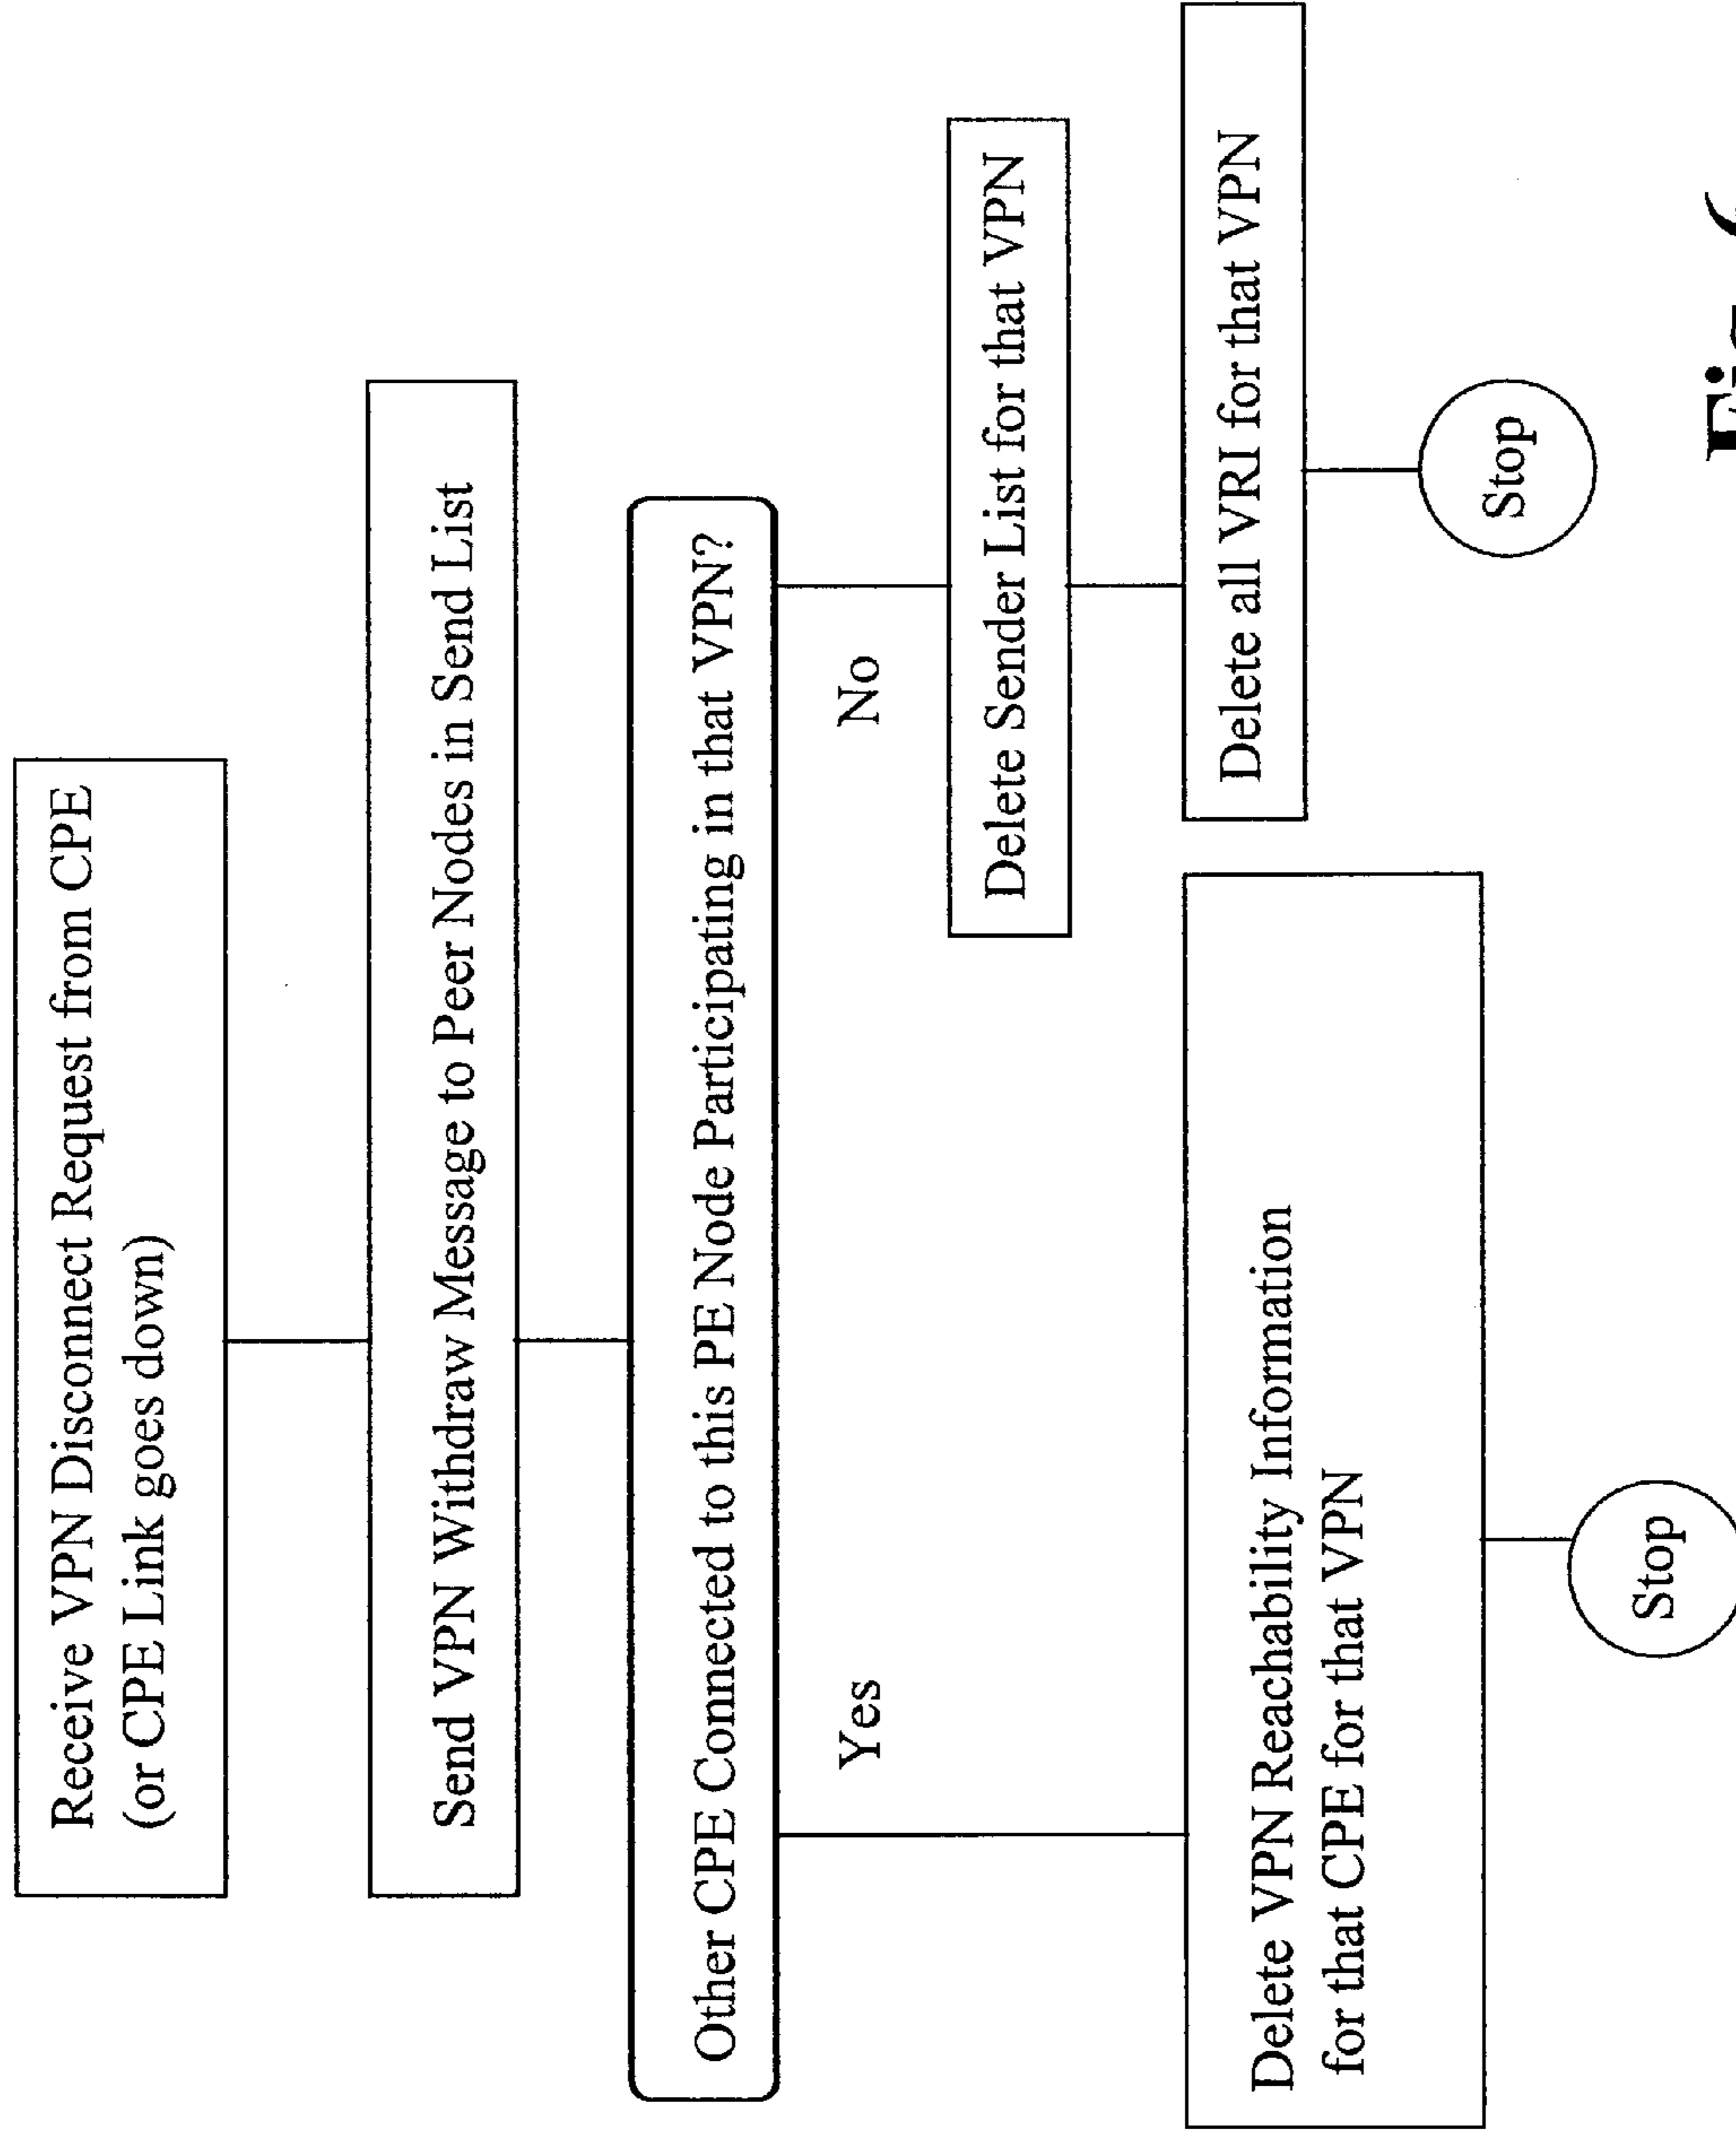 Receive VPN Disconnect Request from CPE
(or CPE Link goes down)
Send VPN Withdraw Message to Peer Nodes in Send List
Other CPE Connected to this PE Node Participating in that VPN?
Yes
No
Delete VPN Reachability Information
for that CPE for that VPN
Stop
Delete Sender List for that VPN
Delete all VRI for that VPN
Stop